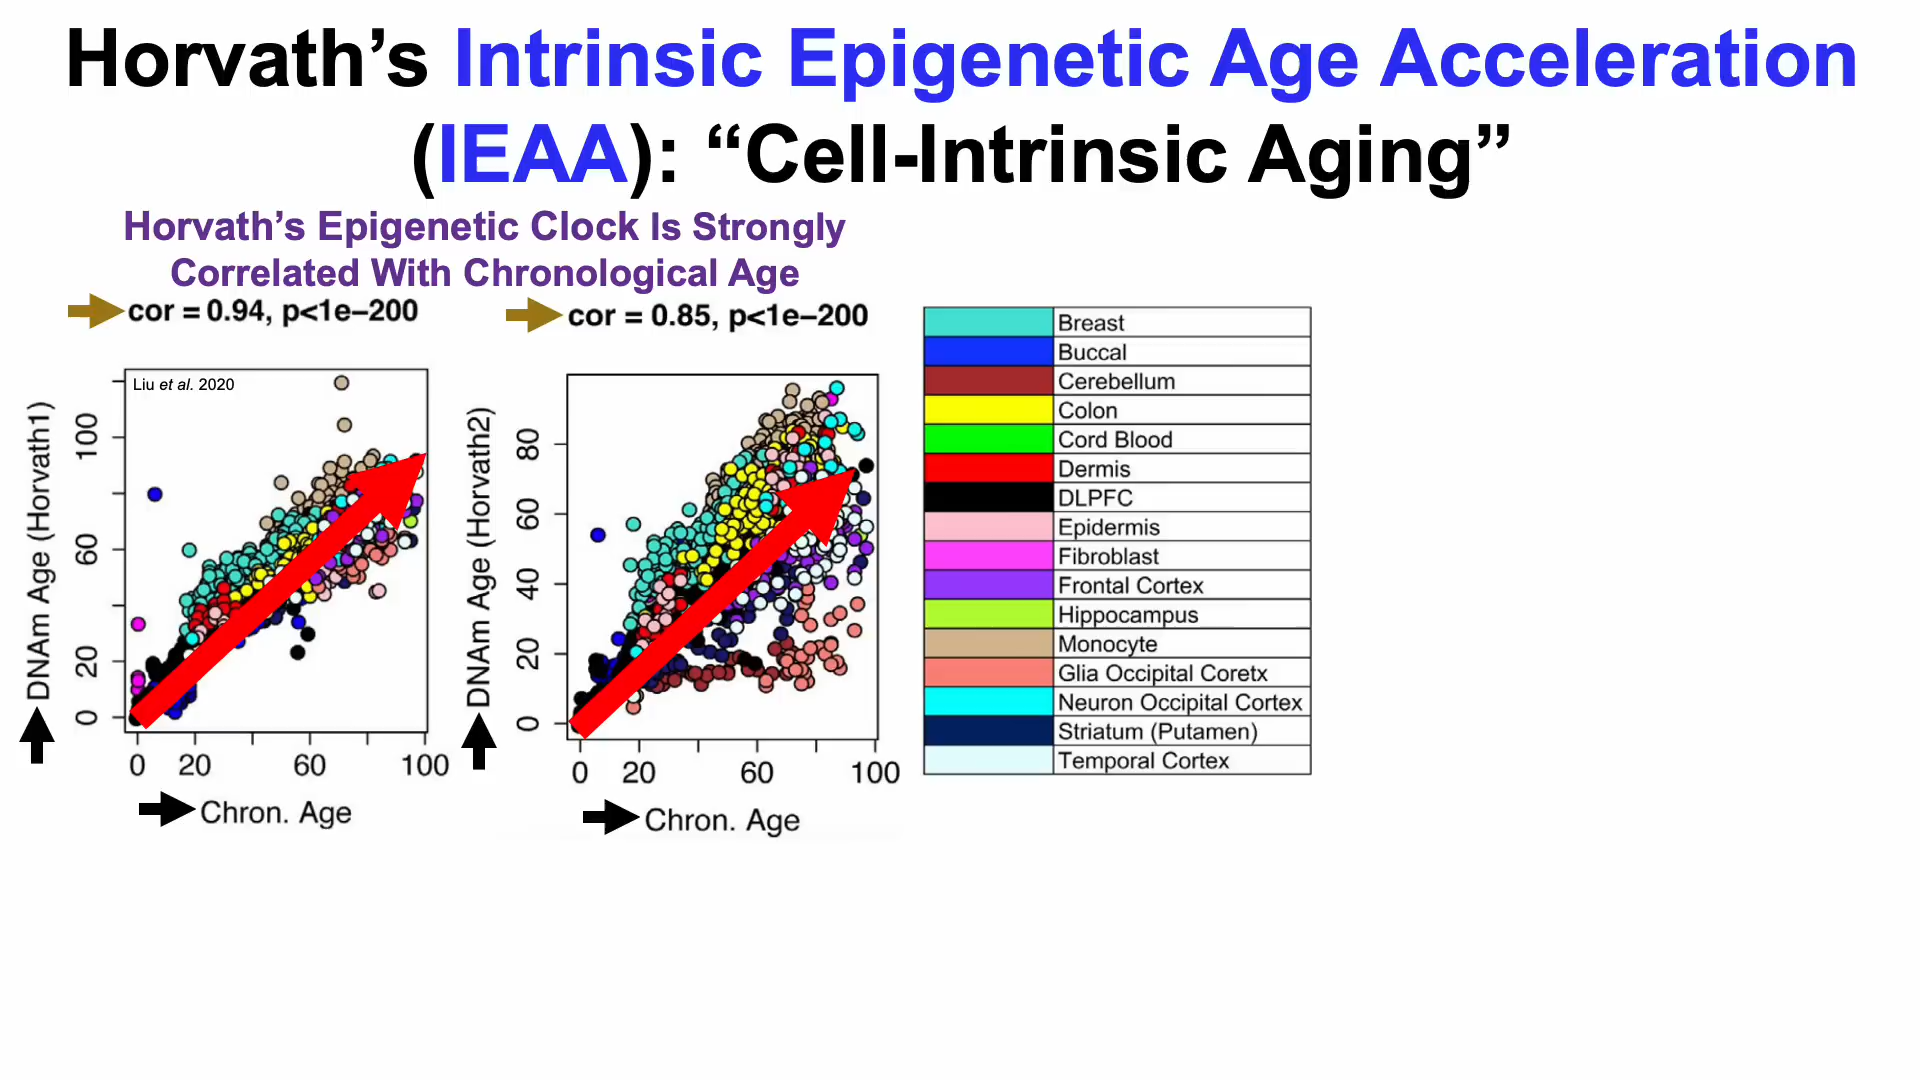 Horvath's Intrinsic Epigenetic Age Acceleration
(IEAA): “Cell-Intrinsic Aging”
Horvath's Epigenetic Clock Is Strongly
Correlated With Chronological Age
cor = 0.94, p<1e−200
Liu et al. 2020
DNAm Age (Horvath1)
100
60
20
0
0 20 60 100
Chron. Age
cor = 0.85, p<1e−200
DNAm Age (Horvath2)
80
60
40
20
0
0 20 60 100
Chron. Age
Breast
Buccal
Cerebellum
Colon
Cord Blood
Dermis
DLPFC
Epidermis
Fibroblast
Frontal Cortex
Hippocampus
Monocyte
Glia Occipital Coretx
Neuron Occipital Cortex
Striatum (Putamen)
Temporal Cortex